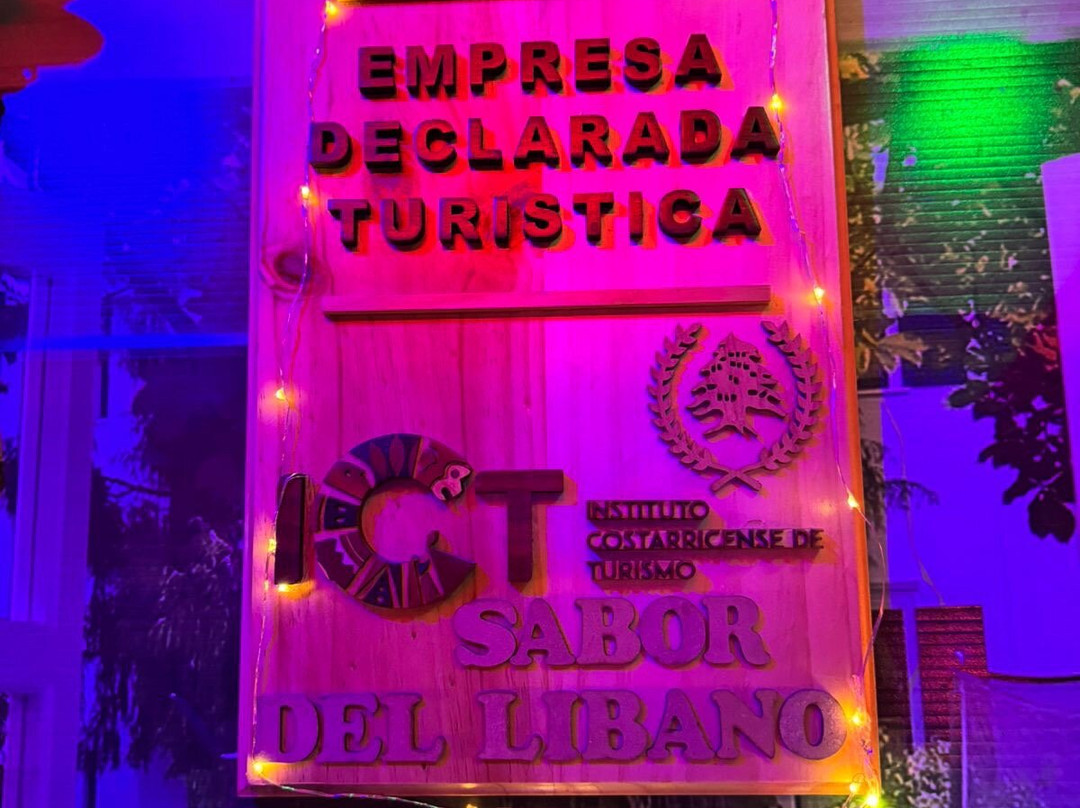 EMPRESA
DECLARADA
TURISTICA
ICT
INSTITUTO
COSTARRICENSE DE
TURISMO
SABOR
DEL LIBANO